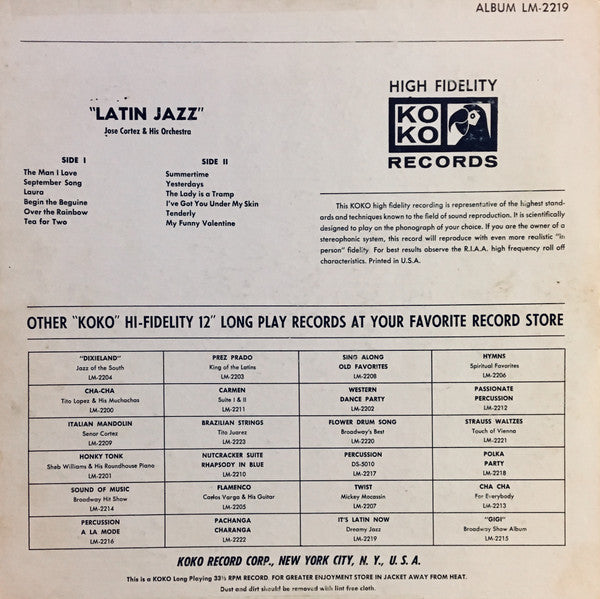 ALBUM LM-2219
HIGH FIDELITY
KO
KO
RECORDS
"LATIN JAZZ"
Jose Cortez & His Orchestra
SIDE I
The Man I Love
September Song
Laura
Begin the Beguine
Over the Rainbow
Tea for Two
SIDE II
Summertime
Yesterdays
The Lady is a Tramp
I've Got You Under My Skin
Tenderly
My Funny Valentine
This KOKO high fidelity recording is representative of the highest stand-
ards and techniques known to the field of sound reproduction. It is scientifically
designed to play on the phonograph of your choice. If you are the owner of a
stereophonic system, this record will reproduce with even more realistic "in
person" fidelity. For best results observe the R.I.A.A. high frequency roll off
characteristics. Printed in U.S.A.
OTHER "KOKO" HI-FIDELITY 12" LONG PLAY RECORDS AT YOUR FAVORITE RECORD STORE
"DIXIELAND"
Jazz of the South
LM-2204
PREZ PRADO
King of the Latins
LM-2203
SING ALONG
OLD FAVORITES
LM-2208
HYMNS
Spiritual Favorites
LM-2206
CHA-CHA
Tito Lopez & His Muchachos
LM-2200
CARMEN
Suite I & II
LM-2211
WESTERN
DANCE PARTY
LM-2202
PASSIONATE
PERCUSSION
LM-2212
ITALIAN MANDOLIN
Senor Cortez
LM-2209
BRAZILIAN STRINGS
Tito Juarez
LM-2223
FLOWER DRUM SONG
Broadway's Best
LM-2220
STRAUSS WALTZES
Touch of Vienna
LM-2221
HONKY TONK
Sheb Williams & His Roundhouse Piano
LM-2201
NUTCRACKER SUITE
RHAPSODY IN BLUE
LM-2210
PERCUSSION
DS-5010
LM-2217
POLKA
PARTY
LM-2218
SOUND OF MUSIC
Broadway Hit Show
LM-2214
FLAMENCO
Carlos Varga & His Guitar
LM-2205
TWIST
Mickey Mocassin
LM-2207
CHA CHA
For Everybody
LM-2213
PERCUSSION
A LA MODE
LM-2216
PACHANGA
CHARANGA
LM-2222
IT'S LATIN NOW
Dreamy Jazz
LM-2219
"GIGI"
Broadway Show Album
LM-2215
KOKO RECORD CORP., NEW YORK CITY, N. Y., U. S. A.
This is a KOKO Long Playing 33⅓ RPM RECORD. FOR GREATER ENJOYMENT STORE IN JACKET AWAY FROM HEAT.
Dust and dirt should be removed with lint free cloth.